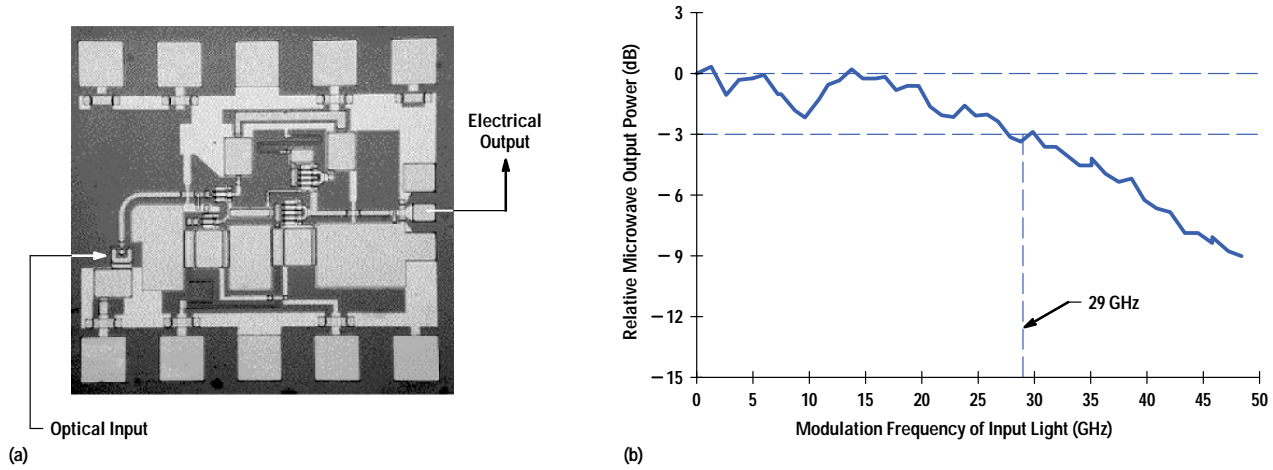 Electrical
Output
Optical Input
(a)
Relative Microwave Output Power (dB)
3
0
–3
–6
–9
–12
–15
29 GHz
0 5 10 15 20 25 30 35 40 45 50
Modulation Frequency of Input Light (GHz)
(b)